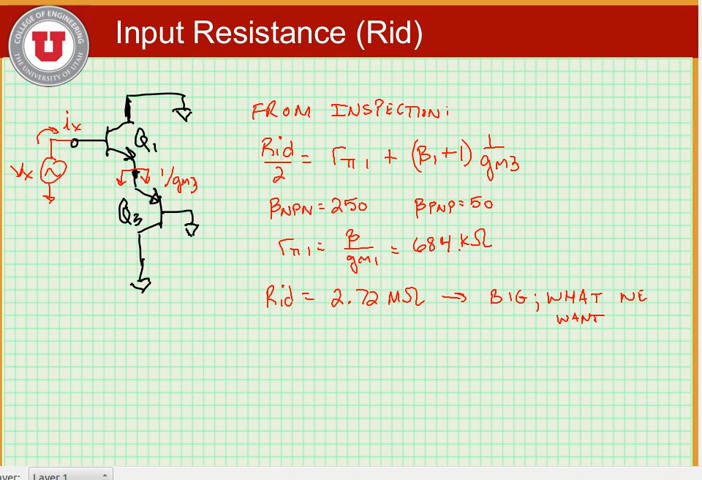 Input Resistance (Rid)
COLLEGE OF ENGINEERING
U
THE UNIVERSITY OF UTAH
FROM INSPECTION:
Rid/2 = rπ1 + (β1+1) 1/gm3
βNPN = 250 βPNP = 50
rπ1 = β/gm1 = 684 kΩ
Rid = 2.72 MΩ → BIG; WHAT WE
WANT
ix
Q1
Vx
1/gm3
Q3
ayer:
Layer 1